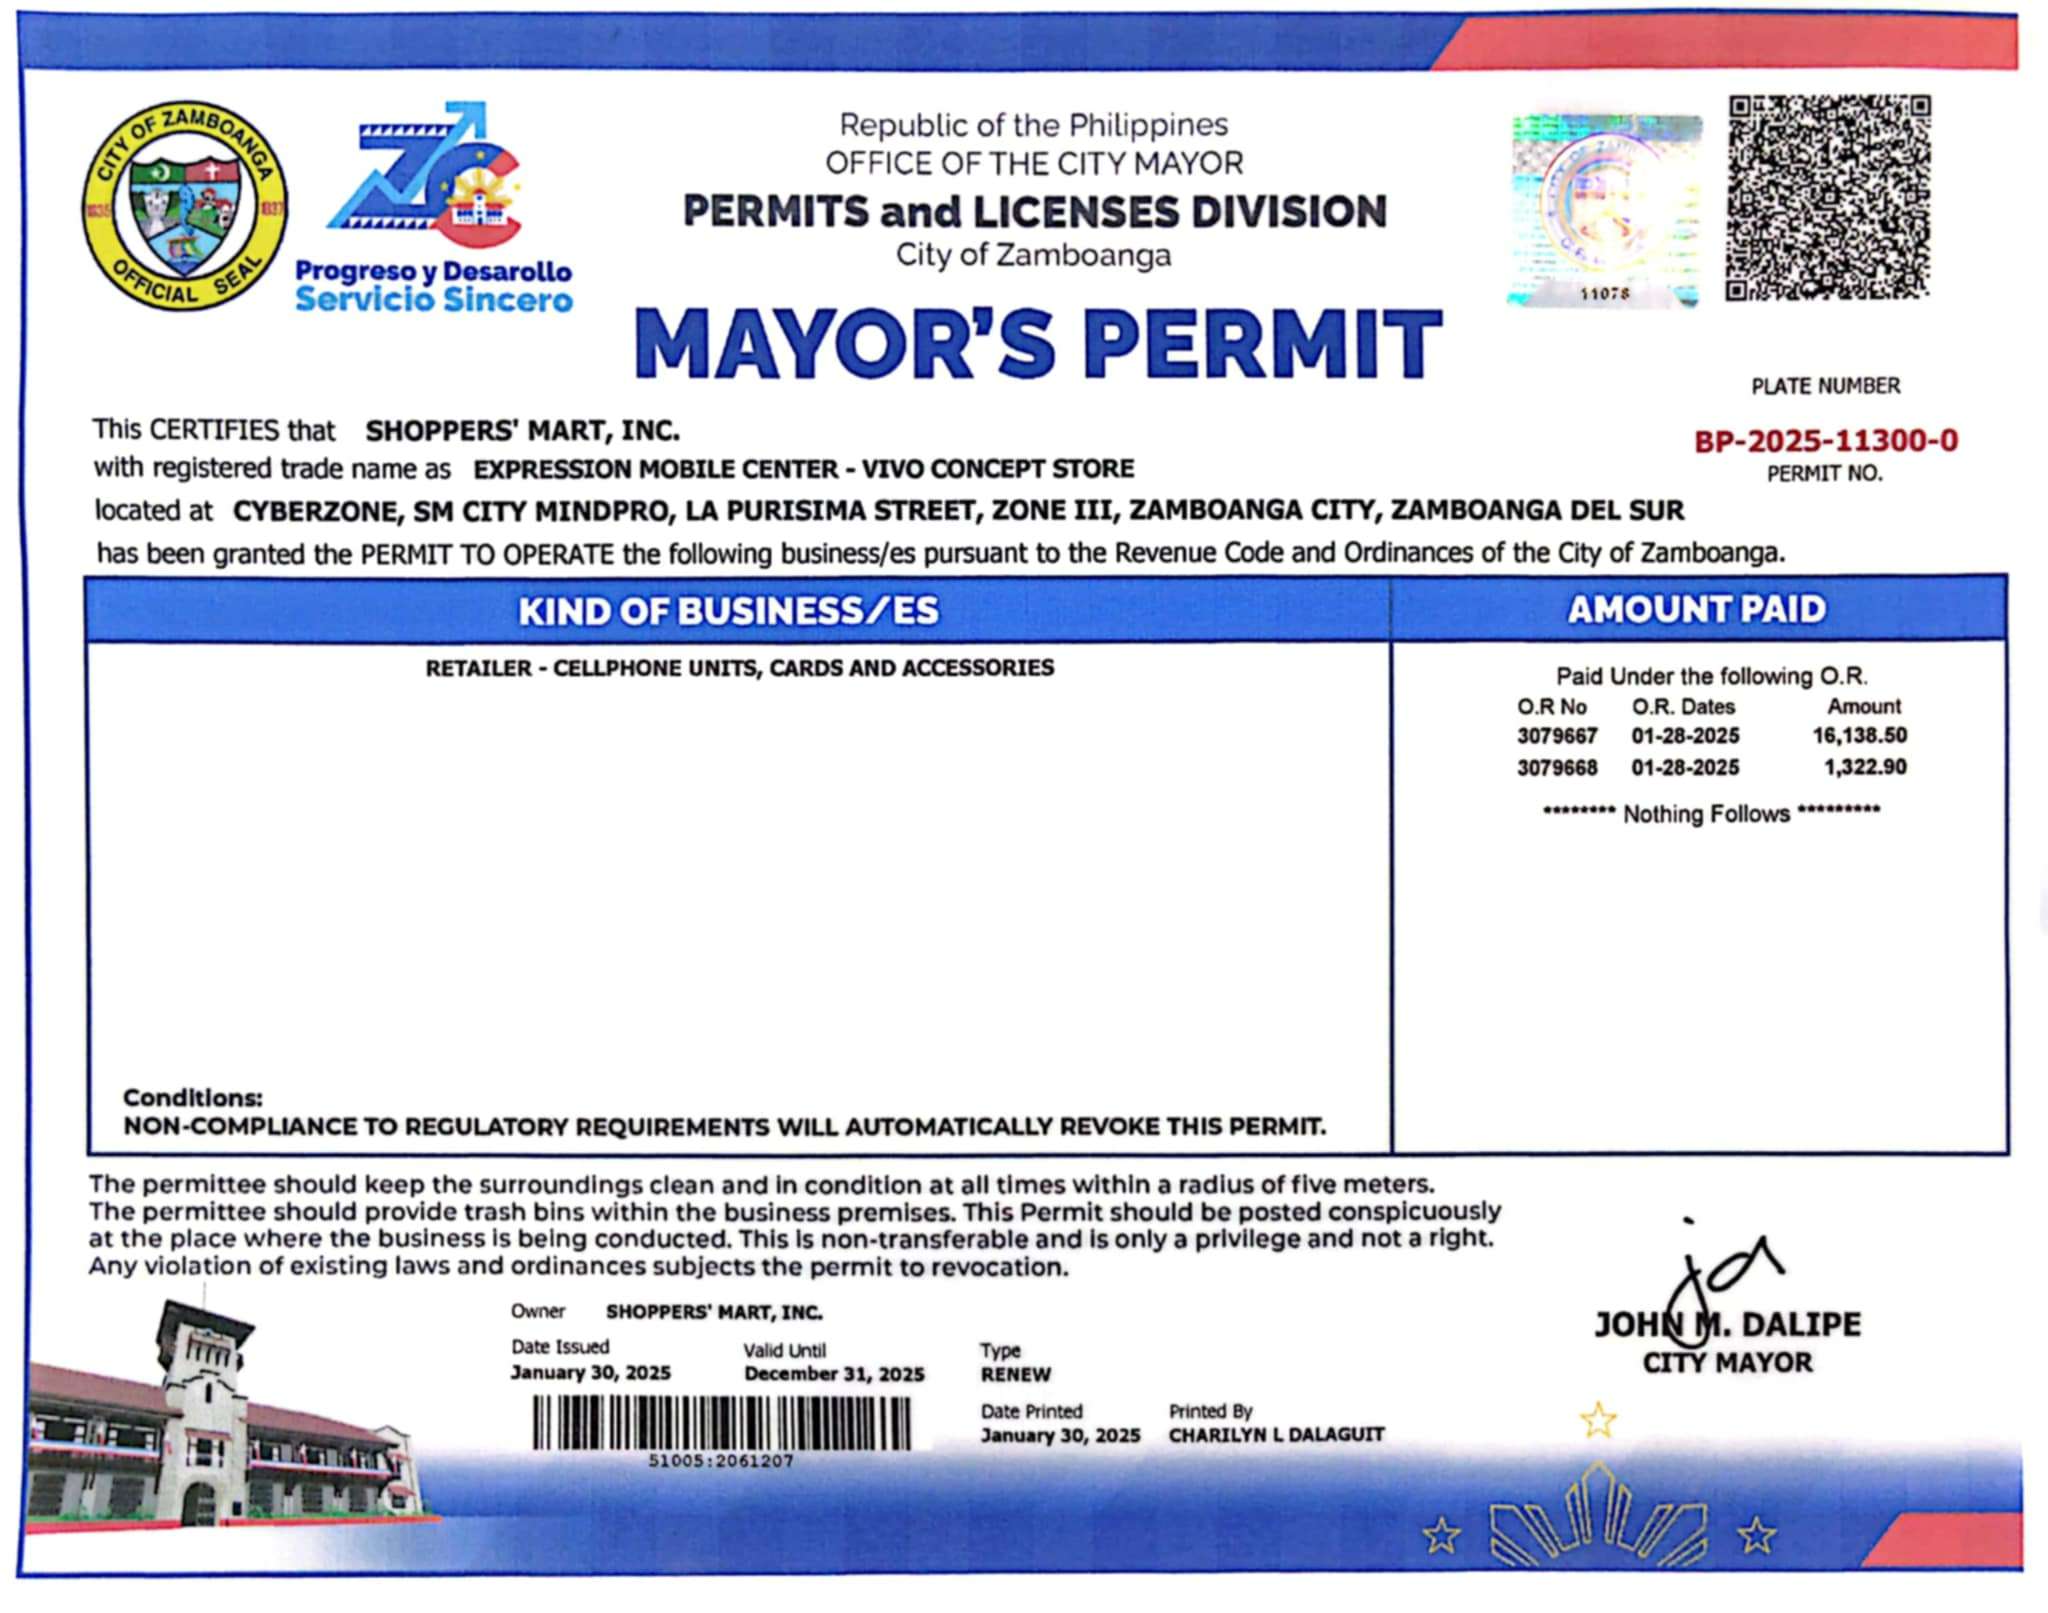 CITY OF ZAMBOANGA
1635 1837
OFFICIAL SEAL
ZC
Progreso y Desarollo
Servicio Sincero
Republic of the Philippines
OFFICE OF THE CITY MAYOR
PERMITS and LICENSES DIVISION
City of Zamboanga
MAYOR'S PERMIT
11078
PLATE NUMBER
BP-2025-11300-0
PERMIT NO.
This CERTIFIES that SHOPPERS' MART, INC.
with registered trade name as EXPRESSION MOBILE CENTER - VIVO CONCEPT STORE
located at CYBERZONE, SM CITY MINDPRO, LA PURISIMA STREET, ZONE III, ZAMBOANGA CITY, ZAMBOANGA DEL SUR
has been granted the PERMIT TO OPERATE the following business/es pursuant to the Revenue Code and Ordinances of the City of Zamboanga.
KIND OF BUSINESS/ES
RETAILER - CELLPHONE UNITS, CARDS AND ACCESSORIES
Conditions:
NON-COMPLIANCE TO REGULATORY REQUIREMENTS WILL AUTOMATICALLY REVOKE THIS PERMIT.
AMOUNT PAID
Paid Under the following O.R.
O.R No O.R. Dates Amount
3079667 01-28-2025 16,138.50
3079668 01-28-2025 1,322.90
******** Nothing Follows *********
The permittee should keep the surroundings clean and in condition at all times within a radius of five meters.
The permittee should provide trash bins within the business premises. This Permit should be posted conspicuously
at the place where the business is being conducted. This is non-transferable and is only a privilege and not a right.
Any violation of existing laws and ordinances subjects the permit to revocation.
Owner SHOPPERS' MART, INC.
Date Issued Valid Until Type
January 30, 2025 December 31, 2025 RENEW
Date Printed Printed By
January 30, 2025 CHARILYN L DALAGUIT
51005:2061207
JOHN M. DALIPE
CITY MAYOR